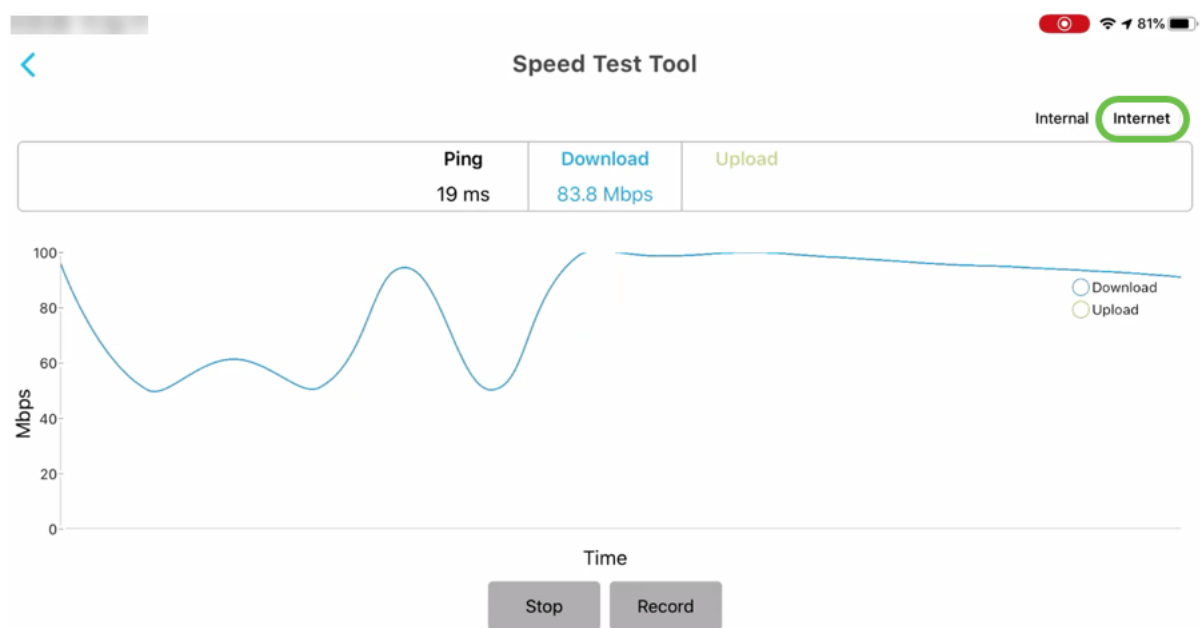 81%
Speed Test Tool
Internal Internet
Ping Download Upload
19 ms 83.8 Mbps
100
80
60
40
20
0
Mbps
Download
Upload
Time
Stop Record